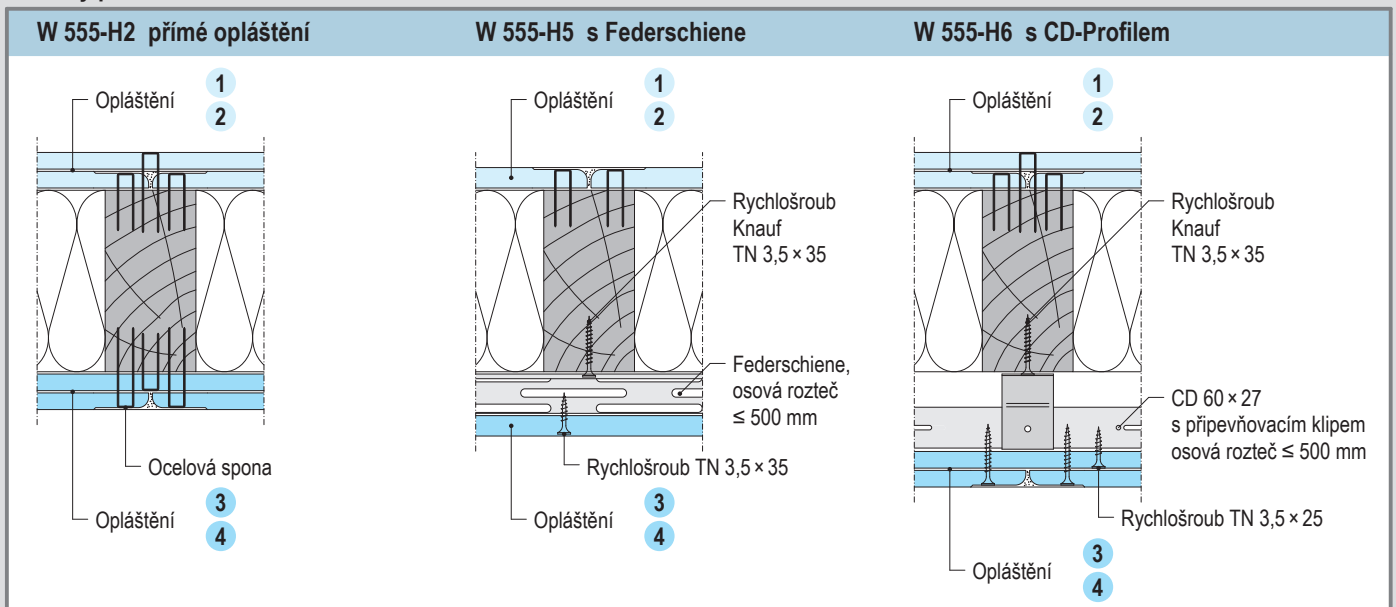 W 555-H2 přímé opláštění
Opláštění
1
2
Ocelová spona
Opláštění
3
4
W 555-H5 s Federschiene
Opláštění
1
2
Rychlošroub
Knauf
TN 3,5 × 35
Federschiene,
osová rozteč
≤ 500 mm
Rychlošroub TN 3,5 × 35
Opláštění
3
4
W 555-H6 s CD-Profilem
Opláštění
1
2
Rychlošroub
Knauf
TN 3,5 × 35
CD 60 × 27
s připevňovacím klipem
osová rozteč ≤ 500 mm
Rychlošroub TN 3,5 × 25
Opláštění
3
4